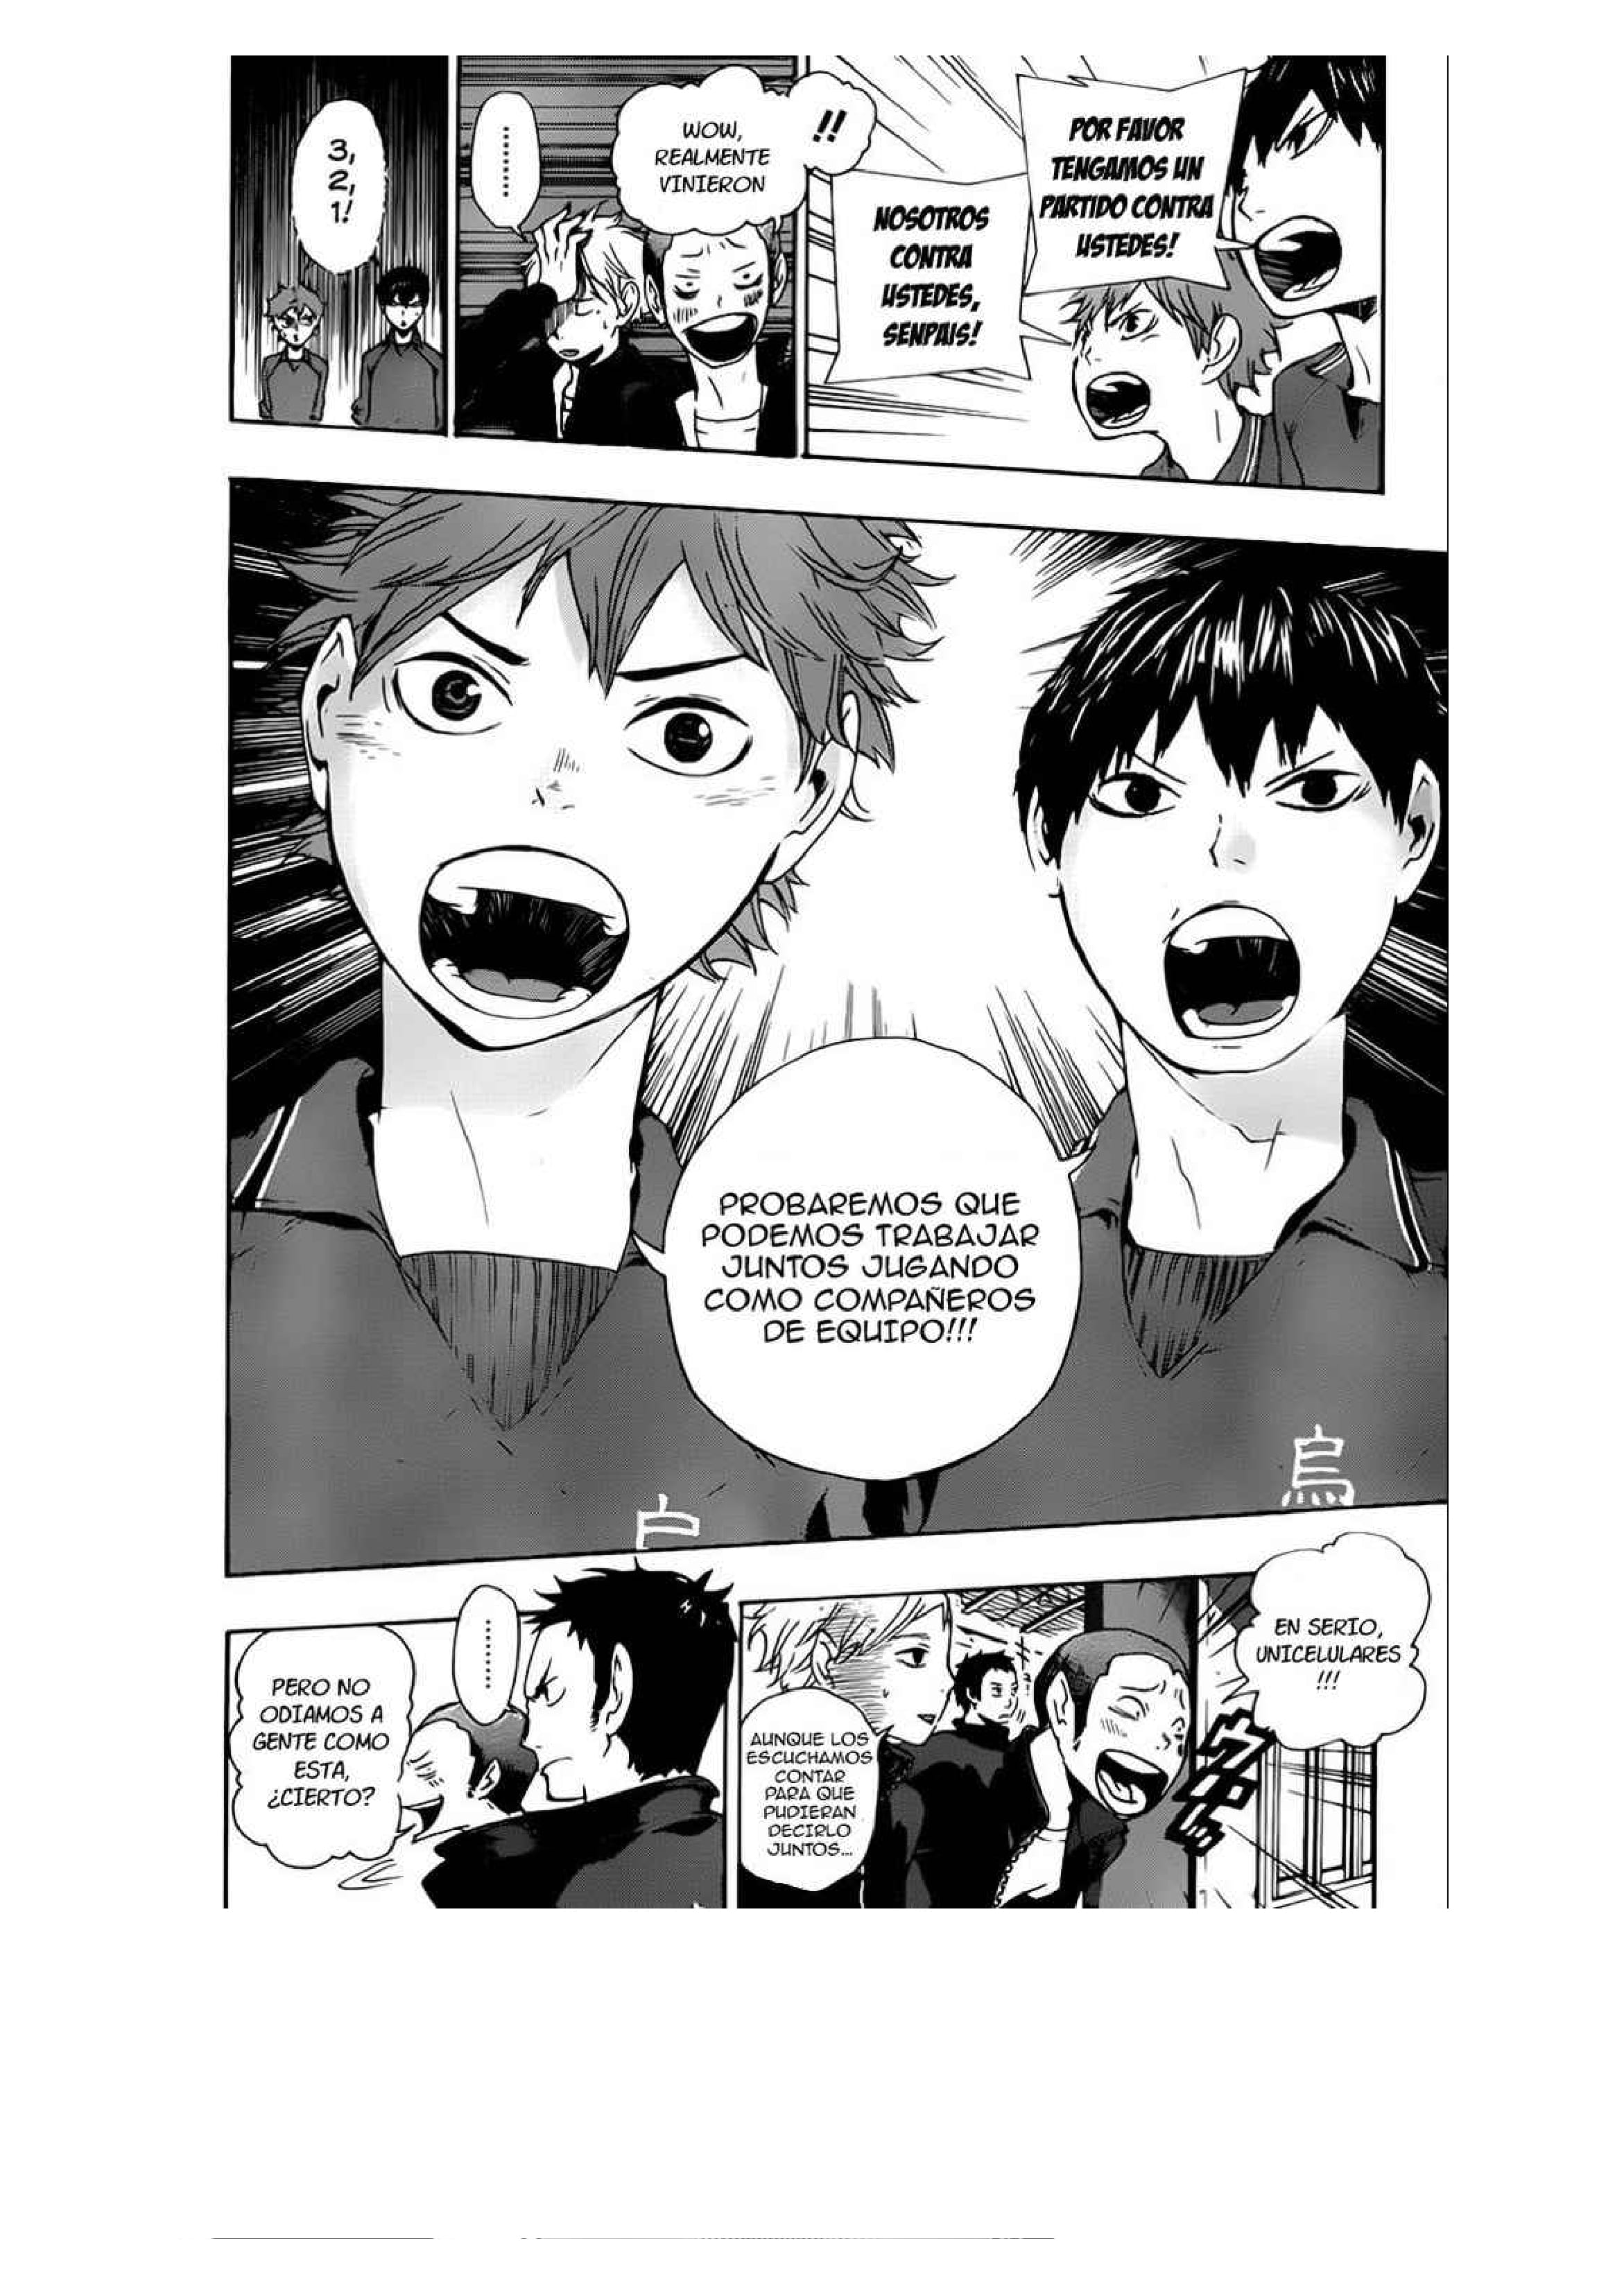 POR FAVOR
TENGAMOS UN
PARTIDO CONTRA
USTEDES!
NOSOTROS
CONTRA
USTEDES,
SENPAIS!
!!
WOW,
REALMENTE
VINIERON
.........
3,
2,
1!
PROBAREMOS QUE
PODEMOS TRABAJAR
JUNTOS JUGANDO
COMO COMPAÑEROS
DE EQUIPO!!!
烏
EN SERIO,
UNICELULARES
!!!
AUNQUE LOS
ESCUCHAMOS
CONTAR
PARA QUE
PUDIERAN
DECIRLO
JUNTOS...
.........
PERO NO
ODIAMOS A
GENTE COMO
ESTA,
¿CIERTO?